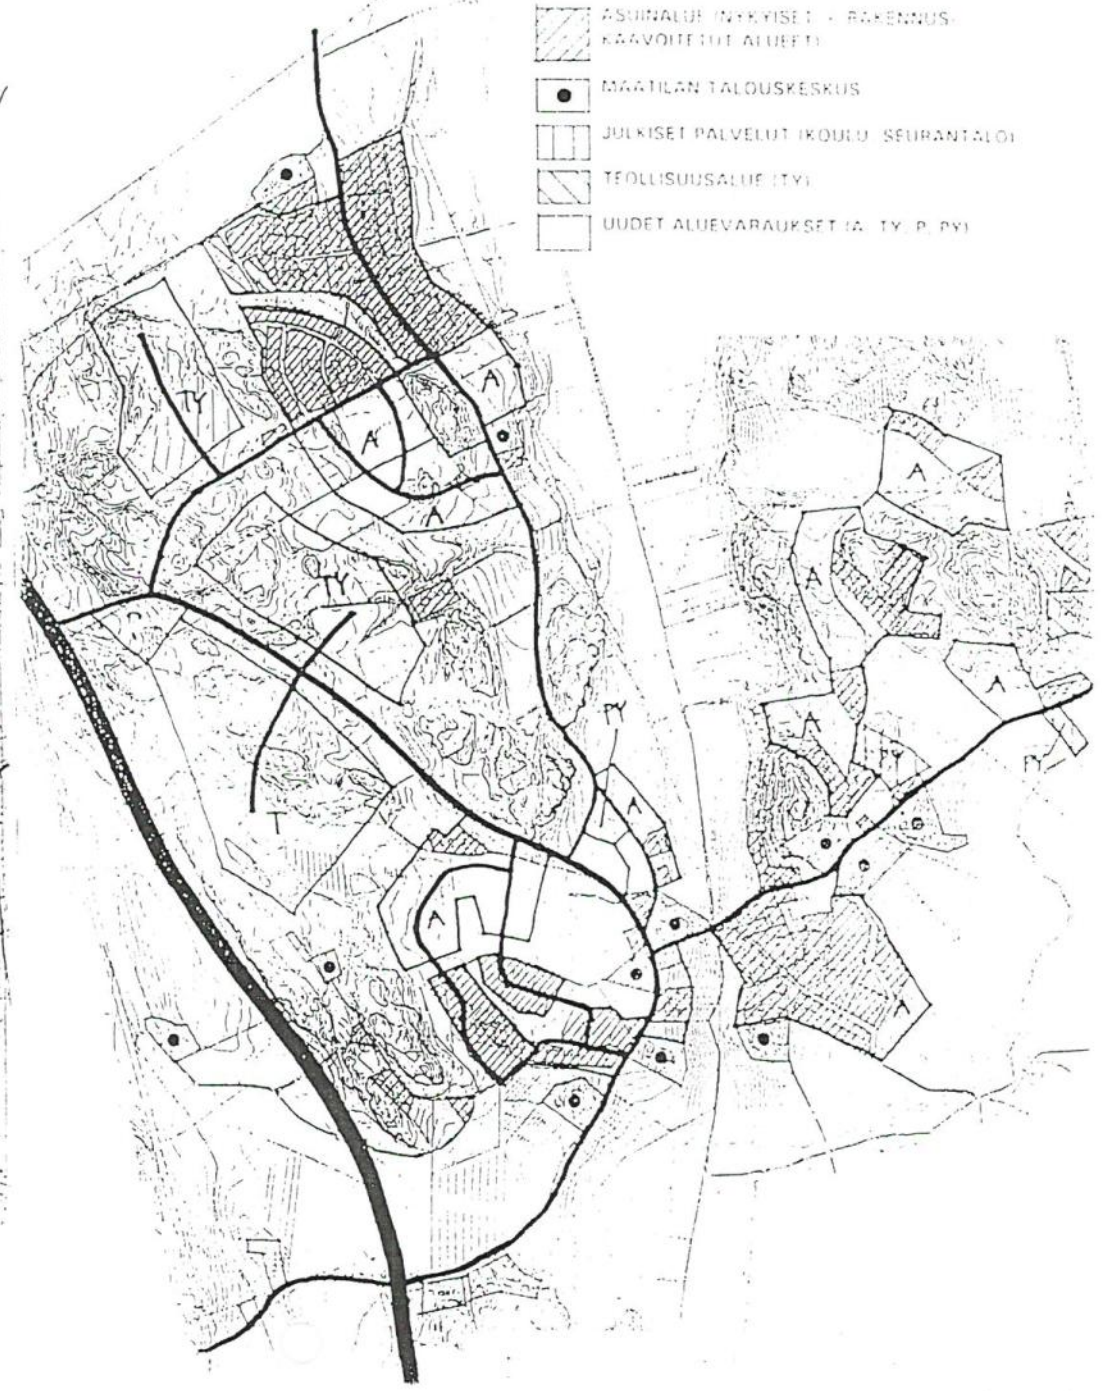 ASUINALUE (NYKYISET + RAKENNUS-
KAAVOITETUT ALUEET)
MAATILAN TALOUSKESKUS
JULKISET PALVELUT (KOULU, SEURANTALO)
TEOLLISUUSALUE (TY)
UUDET ALUEVARAUKSET (A, TY, P, PY)
A
TY
A
A
A
A
TY
A
P
A
PY
A
PY
PY
T
A
A